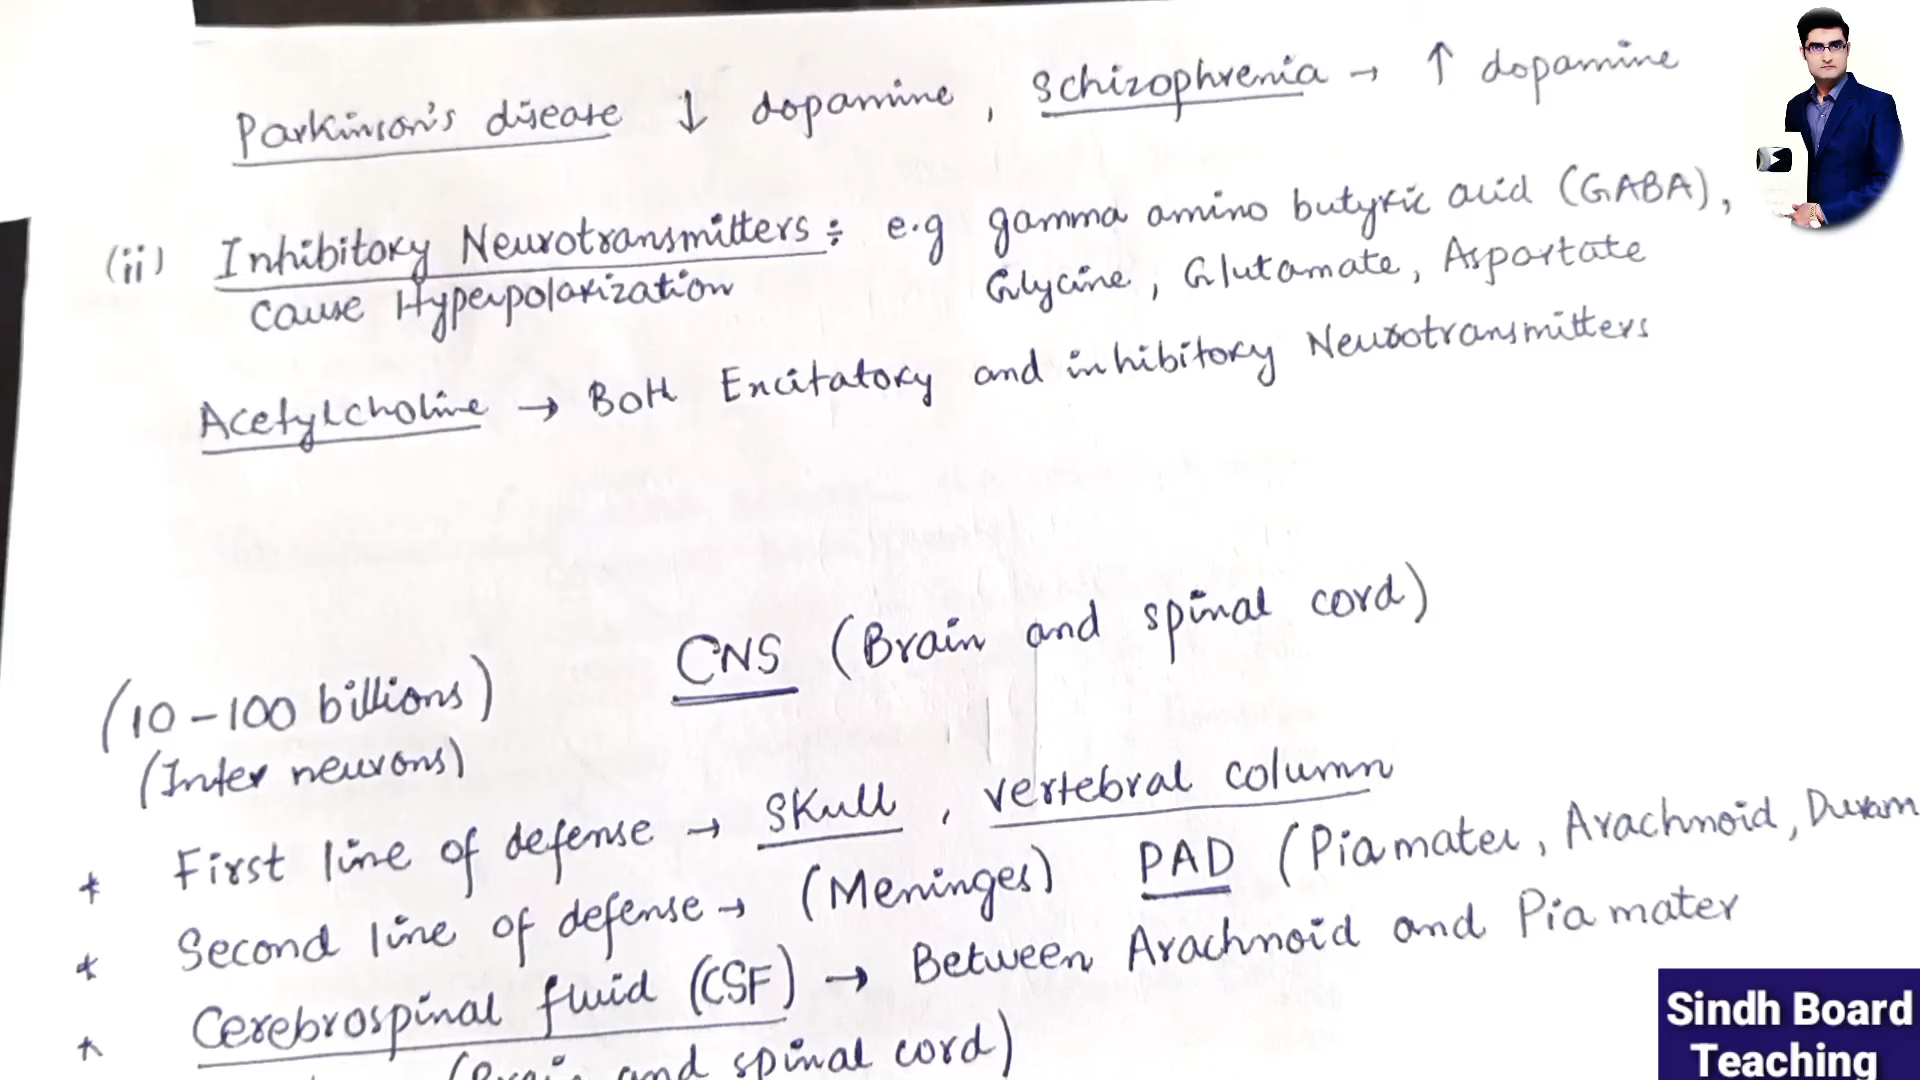 Parkinson's disease ↓ dopamine, Schizophrenia → ↑ dopamine
(ii) Inhibitory Neurotransmitters ÷ e.g gamma amino butyric acid (GABA),
cause Hyperpolarization Glycine, Glutamate, Aspartate
Acetylcholine → Both Excitatory and inhibitory Neurotransmitters
CNS (Brain and spinal cord)
(10-100 billions)
(Inter neurons)
* First line of defense → Skull, vertebral column
* Second line of defense → (Meninges) PAD (Piamater, Arachnoid, Duram
* Cerebrospinal fluid (CSF) → Between Arachnoid and Pia mater
(Brain and spinal cord)
Sindh Board
Teaching